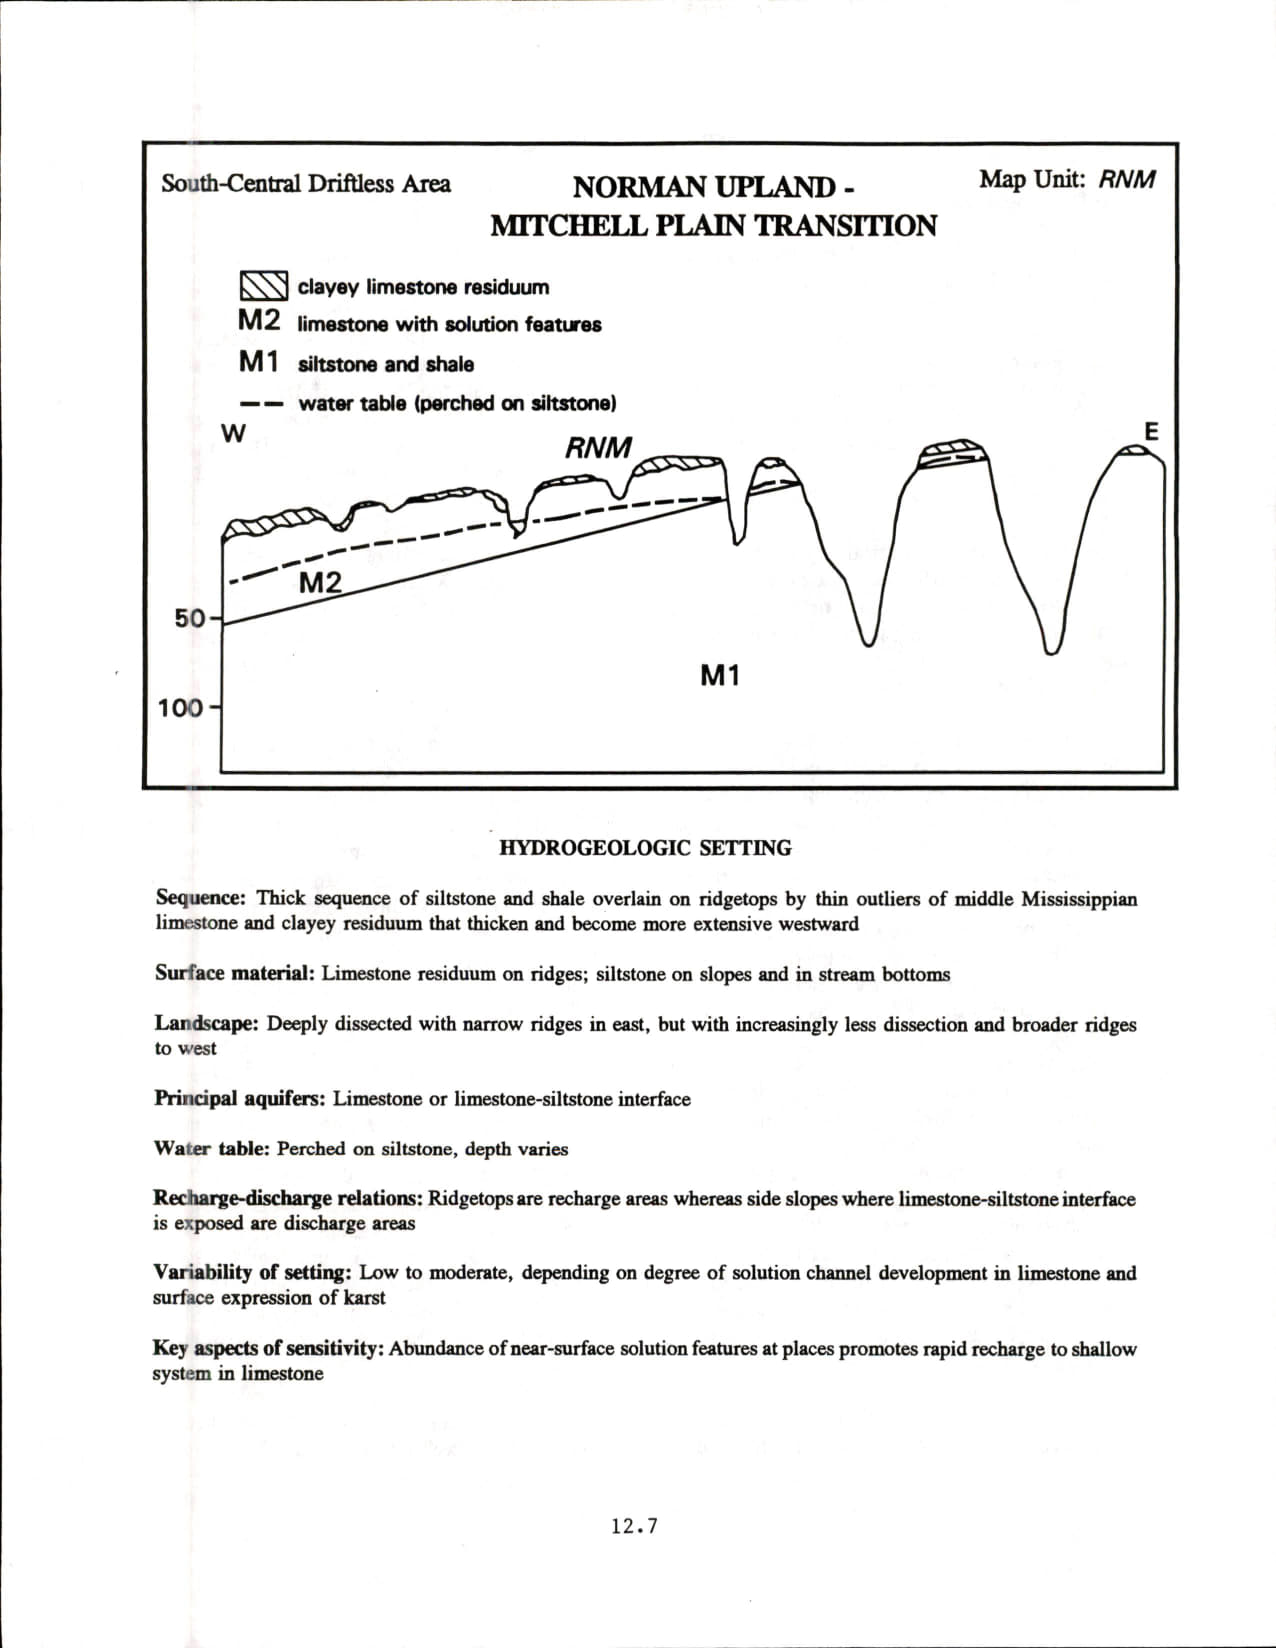 South-Central Driftless Area
NORMAN UPLAND -
MITCHELL PLAIN TRANSITION
Map Unit: RNM
clayey limestone residuum
M2 limestone with solution features
M1 siltstone and shale
-- water table (perched on siltstone)
W
E
RNM
M2
50
M1
100
HYDROGEOLOGIC SETTING
Sequence: Thick sequence of siltstone and shale overlain on ridgetops by thin outliers of middle Mississippian
limestone and clayey residuum that thicken and become more extensive westward
Surface material: Limestone residuum on ridges; siltstone on slopes and in stream bottoms
Landscape: Deeply dissected with narrow ridges in east, but with increasingly less dissection and broader ridges
to west
Principal aquifers: Limestone or limestone-siltstone interface
Water table: Perched on siltstone, depth varies
Recharge-discharge relations: Ridgetops are recharge areas whereas side slopes where limestone-siltstone interface
is exposed are discharge areas
Variability of setting: Low to moderate, depending on degree of solution channel development in limestone and
surface expression of karst
Key aspects of sensitivity: Abundance of near-surface solution features at places promotes rapid recharge to shallow
system in limestone
12.7